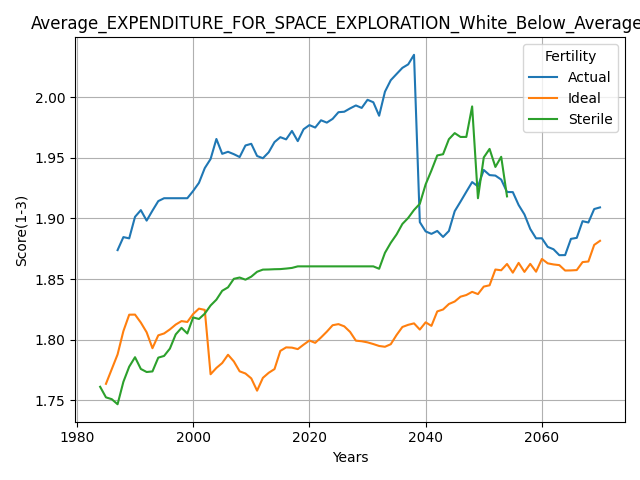 Average_EXPENDITURE_FOR_SPACE_EXPLORATION_White_Below_Average
Fertility
Actual
Ideal
Sterile
Score(1-3)
2.00
1.95
1.90
1.85
1.80
1.75
1980
2000
2020
2040
2060
Years